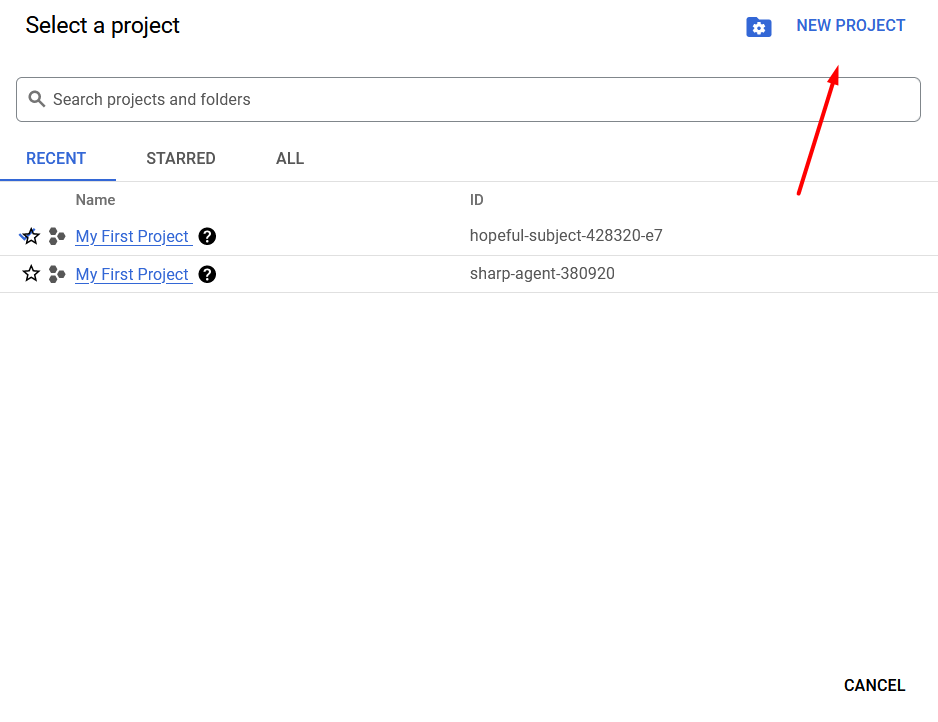 Select a project
NEW PROJECT
Search projects and folders
RECENT STARRED ALL
Name ID
My First Project ? hopeful-subject-428320-e7
My First Project ? sharp-agent-380920
CANCEL